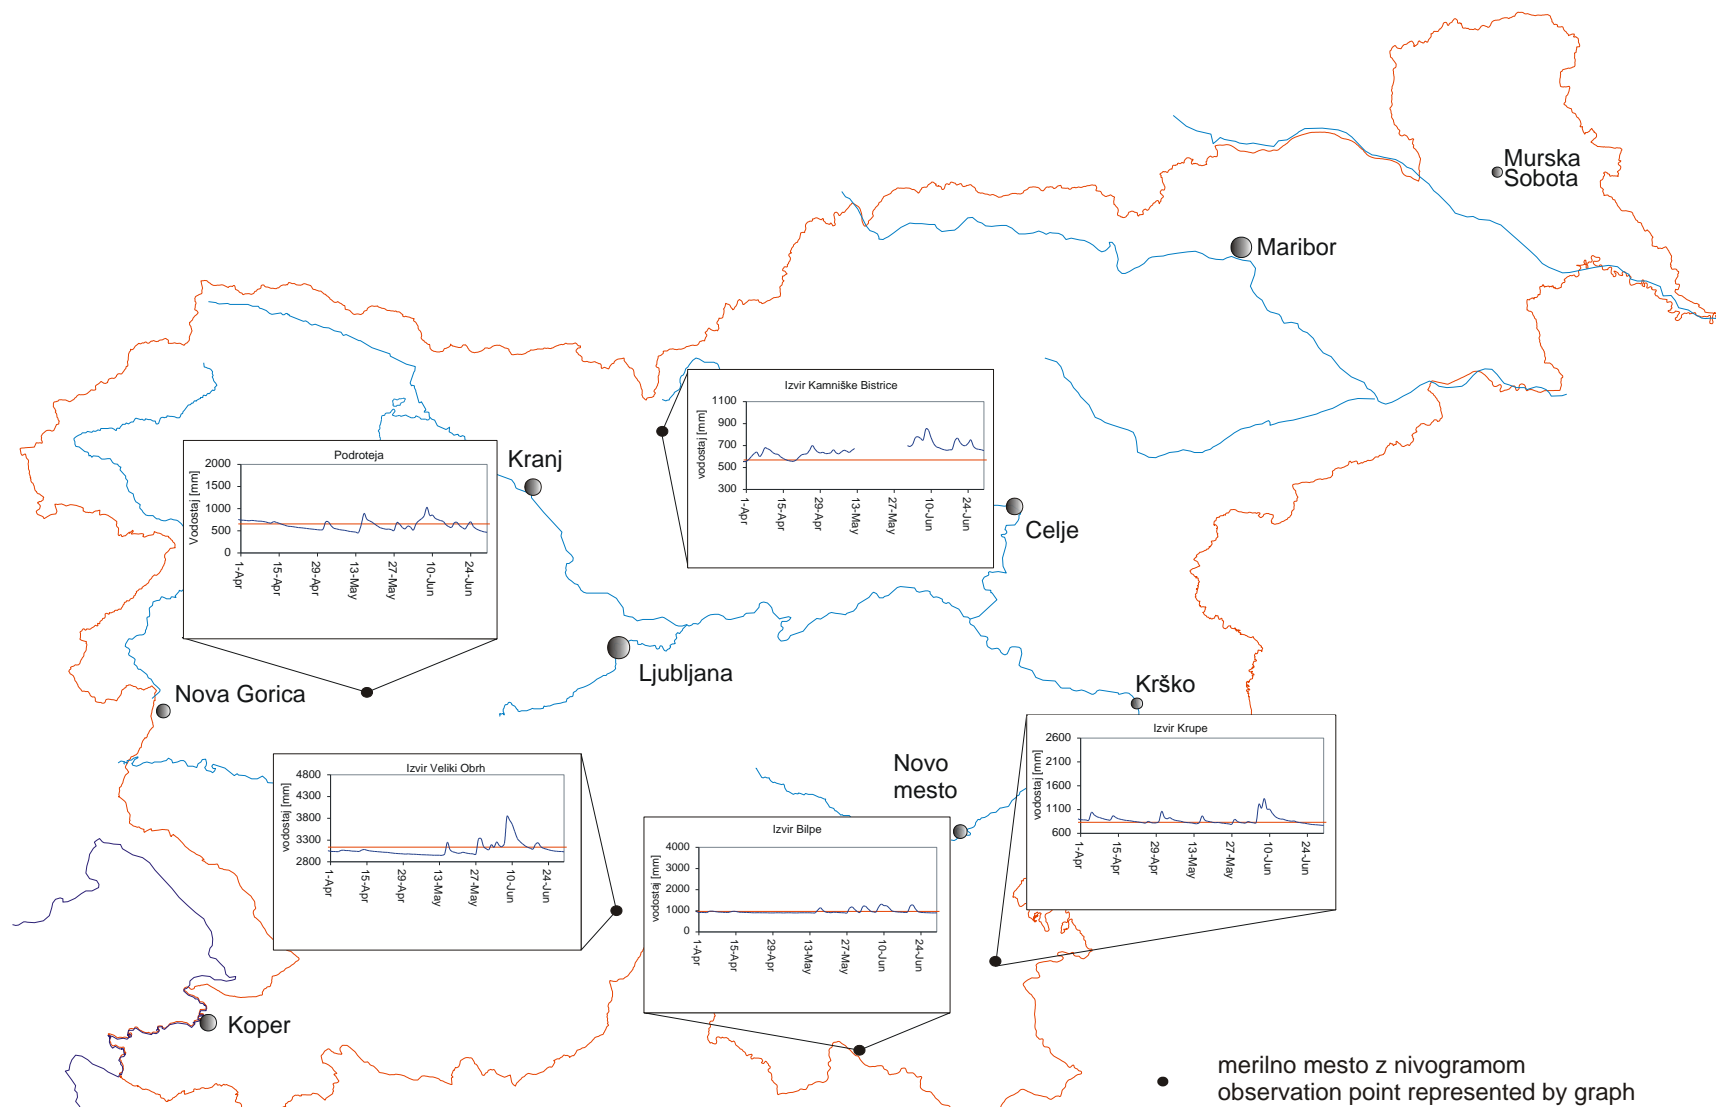 Murska
Sobota
Maribor
Izvir Kamniške Bistrice
vodostaj [mm]
1100
900
700
500
300
1-Apr
15-Apr
29-Apr
13-May
27-May
10-Jun
24-Jun
Podroteja
Vodostaj [mm]
2000
1500
1000
500
0
1-Apr
15-Apr
29-Apr
13-May
27-May
10-Jun
24-Jun
Kranj
Celje
Ljubljana
Nova Gorica
Krško
Izvir Krupe
vodostaj [mm]
2600
2100
1600
1100
600
1-Apr
15-Apr
29-Apr
13-May
27-May
10-Jun
24-Jun
Izvir Veliki Obrh
vodostaj [mm]
4800
4300
3800
3300
2800
1-Apr
15-Apr
29-Apr
13-May
27-May
10-Jun
24-Jun
Novo
mesto
Izvir Bilpe
vodostaj [mm]
4000
3000
2000
1000
0
1-Apr
15-Apr
29-Apr
13-May
27-May
10-Jun
24-Jun
Koper
merilno mesto z nivogramom
observation point represented by graph